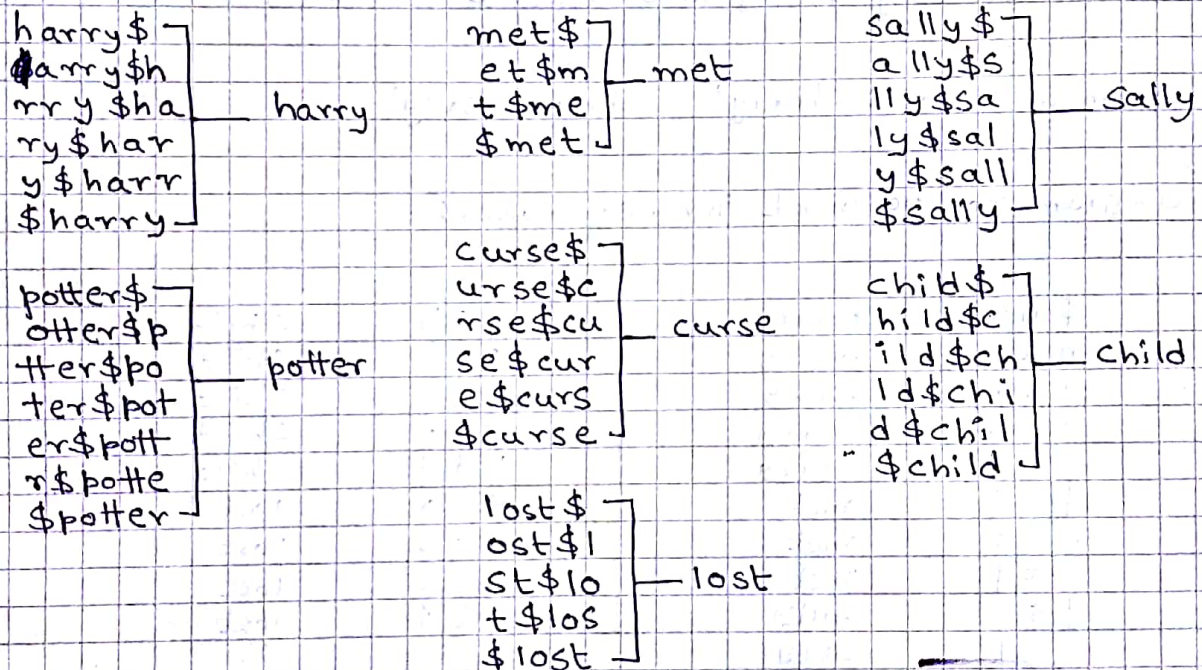 harry$
arry$h
rry$ha
ry$har
y$harr
$harry
harry
met$
et$m
t$me
$met
met
sally$
ally$s
lly$sa
ly$sal
y$sall
$sally
sally
potter$
otter$p
tter$po
ter$pot
er$pott
r$potte
$potter
potter
curse$
urse$c
rse$cu
se$cur
e$curs
$curse
curse
child$
hild$c
ild$ch
ld$chi
d$chil
$child
child
lost$
ost$l
st$lo
t$los
$lost
lost